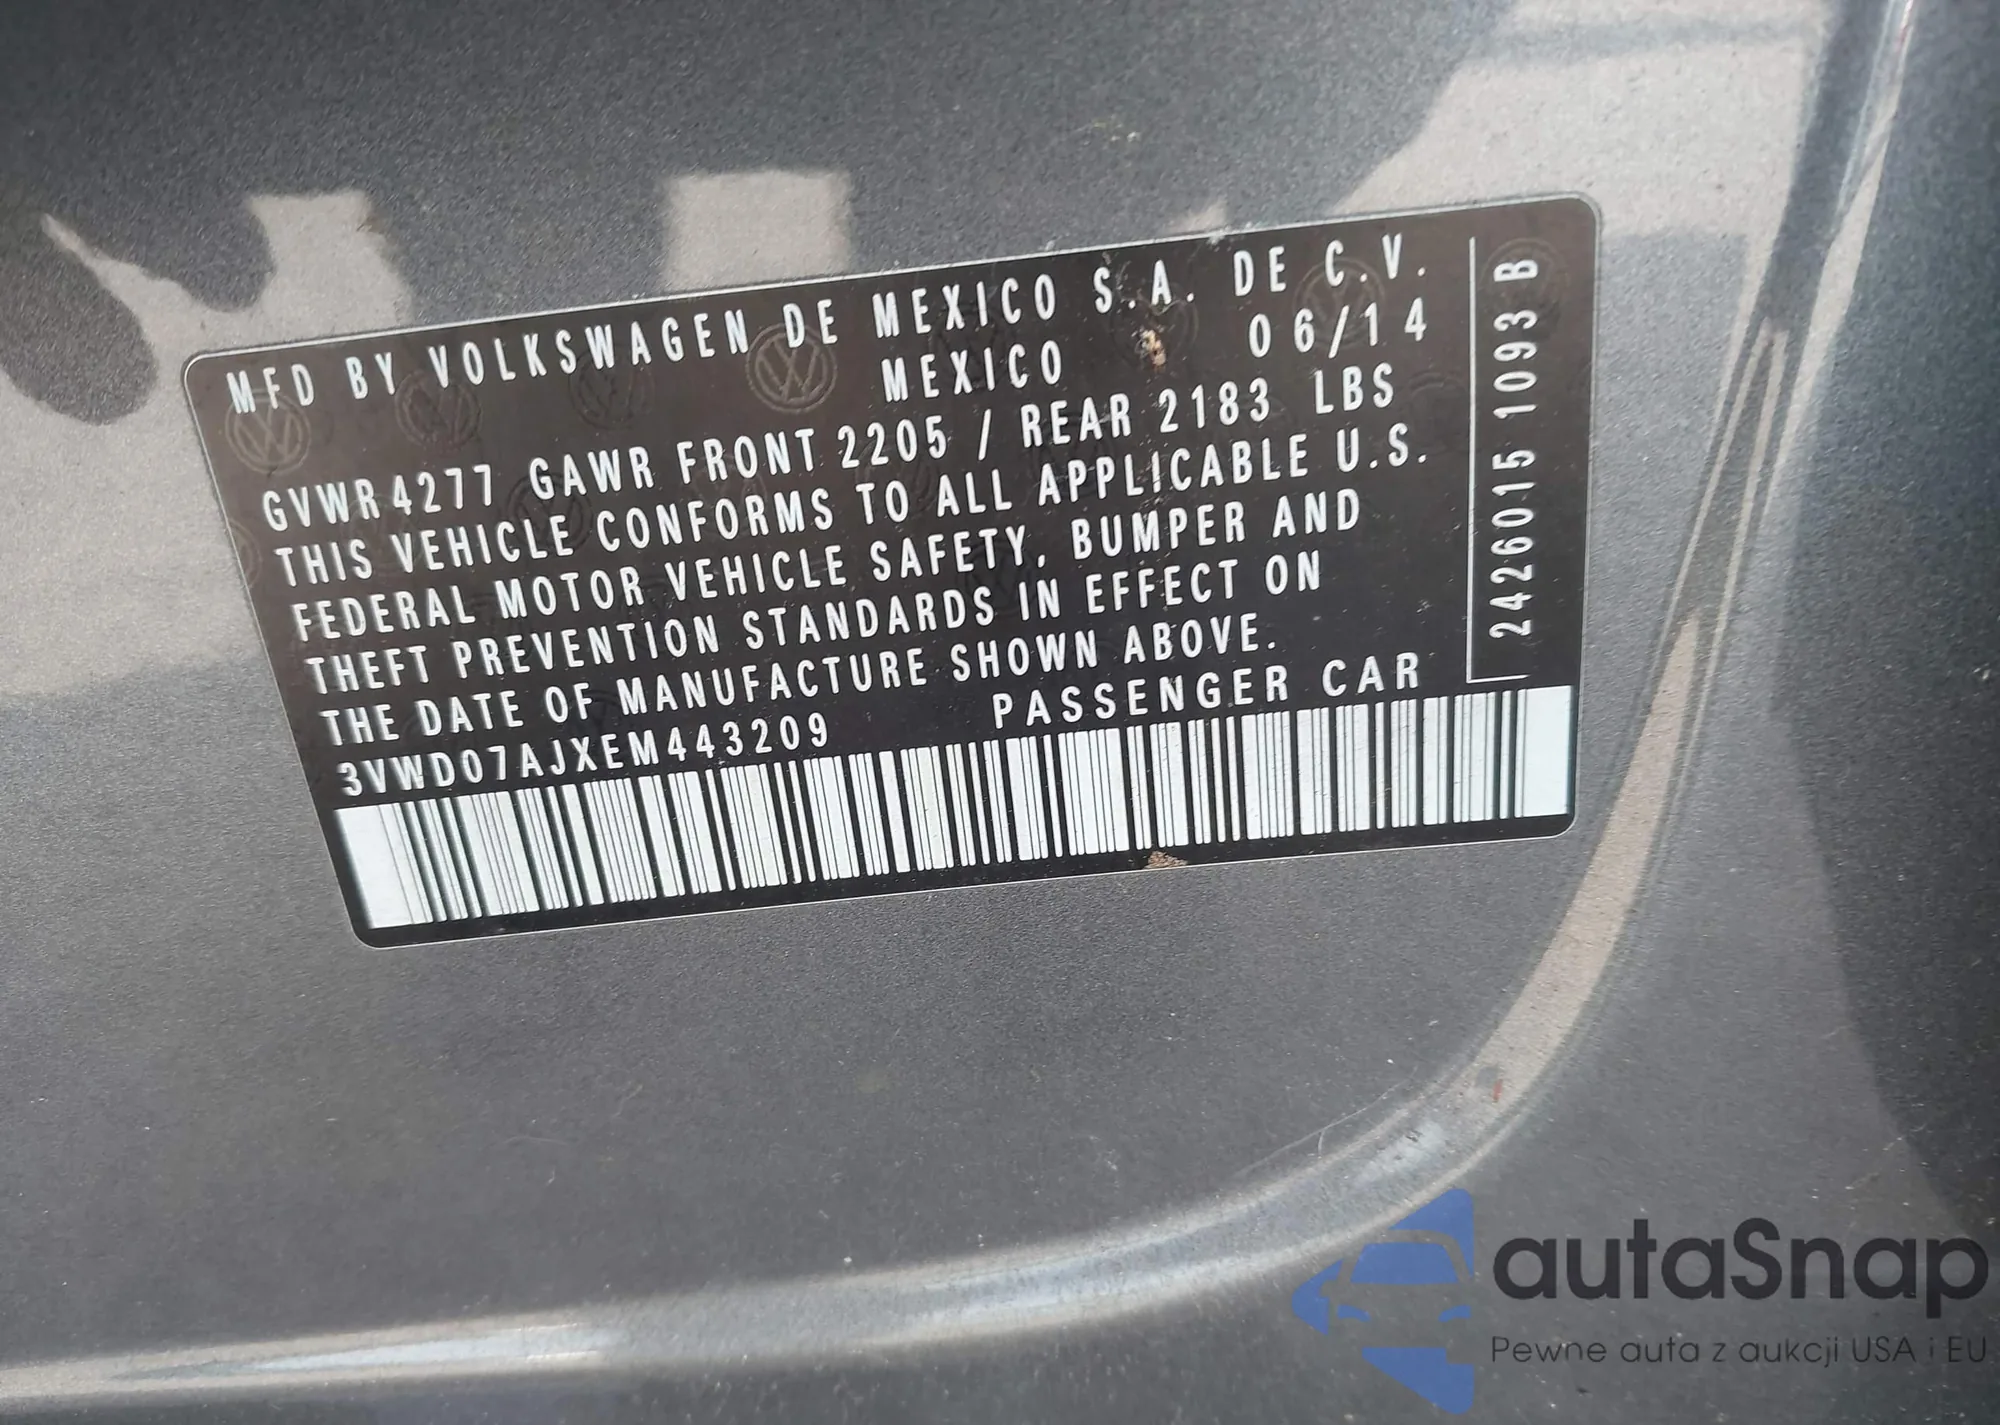 MFD BY VOLKSWAGEN DE MEXICO S.A. DE C.V.
MEXICO 06/14
GVWR 4277 GAWR FRONT 2205 / REAR 2183 LBS
THIS VEHICLE CONFORMS TO ALL APPLICABLE U.S.
FEDERAL MOTOR VEHICLE SAFETY, BUMPER AND
THEFT PREVENTION STANDARDS IN EFFECT ON
THE DATE OF MANUFACTURE SHOWN ABOVE.
3VWD07AJXEM443209 PASSENGER CAR
2426015 1093 B
autaSnap
Pewne auta z aukcji USA i EU